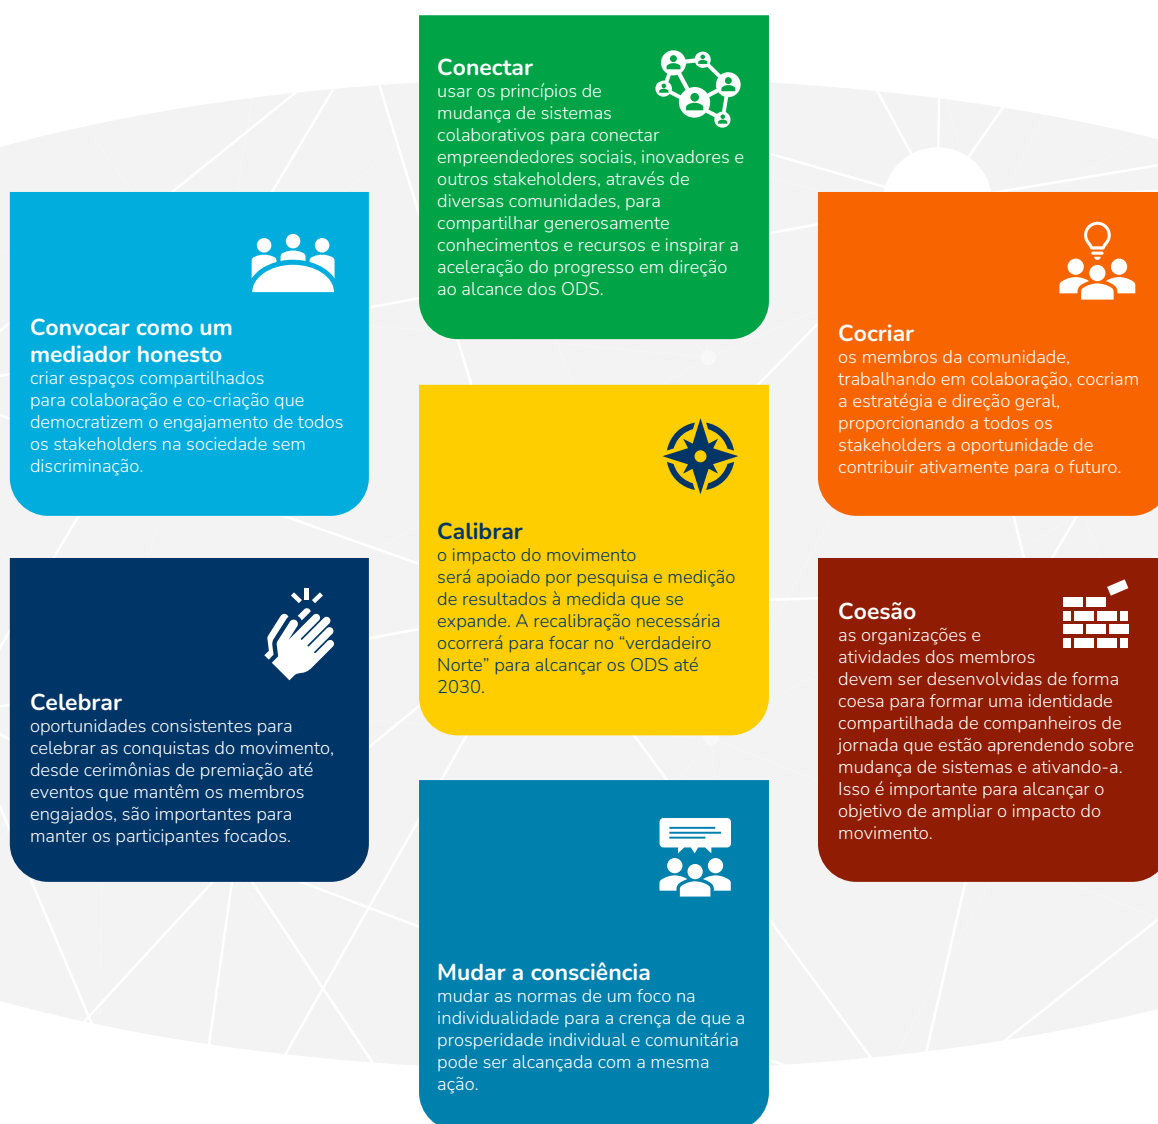 Conectar
usar os princípios de
mudança de sistemas
colaborativos para conectar
empreendedores sociais, inovadores e
outros stakeholders, através de
diversas comunidades, para
compartilhar generosamente
conhecimentos e recursos e inspirar a
aceleração do progresso em direção
ao alcance dos ODS.
Convocar como um
mediador honesto
criar espaços compartilhados
para colaboração e co-criação que
democratizem o engajamento de todos
os stakeholders na sociedade sem
discriminação.
Cocriar
os membros da comunidade,
trabalhando em colaboração, cocriam
a estratégia e direção geral,
proporcionando a todos os
stakeholders a oportunidade de
contribuir ativamente para o futuro.
Calibrar
o impacto do movimento
será apoiado por pesquisa e medição
de resultados à medida que se
expande. A recalibração necessária
ocorrerá para focar no “verdadeiro
Norte” para alcançar os ODS até
2030.
Celebrar
oportunidades consistentes para
celebrar as conquistas do movimento,
desde cerimônias de premiação até
eventos que mantêm os membros
engajados, são importantes para
manter os participantes focados.
Coesão
as organizações e
atividades dos membros
devem ser desenvolvidas de forma
coesa para formar uma identidade
compartilhada de companheiros de
jornada que estão aprendendo sobre
mudança de sistemas e ativando-a.
Isso é importante para alcançar o
objetivo de ampliar o impacto do
movimento.
Mudar a consciência
mudar as normas de um foco na
individualidade para a crença de que a
prosperidade individual e comunitária
pode ser alcançada com a mesma
ação.